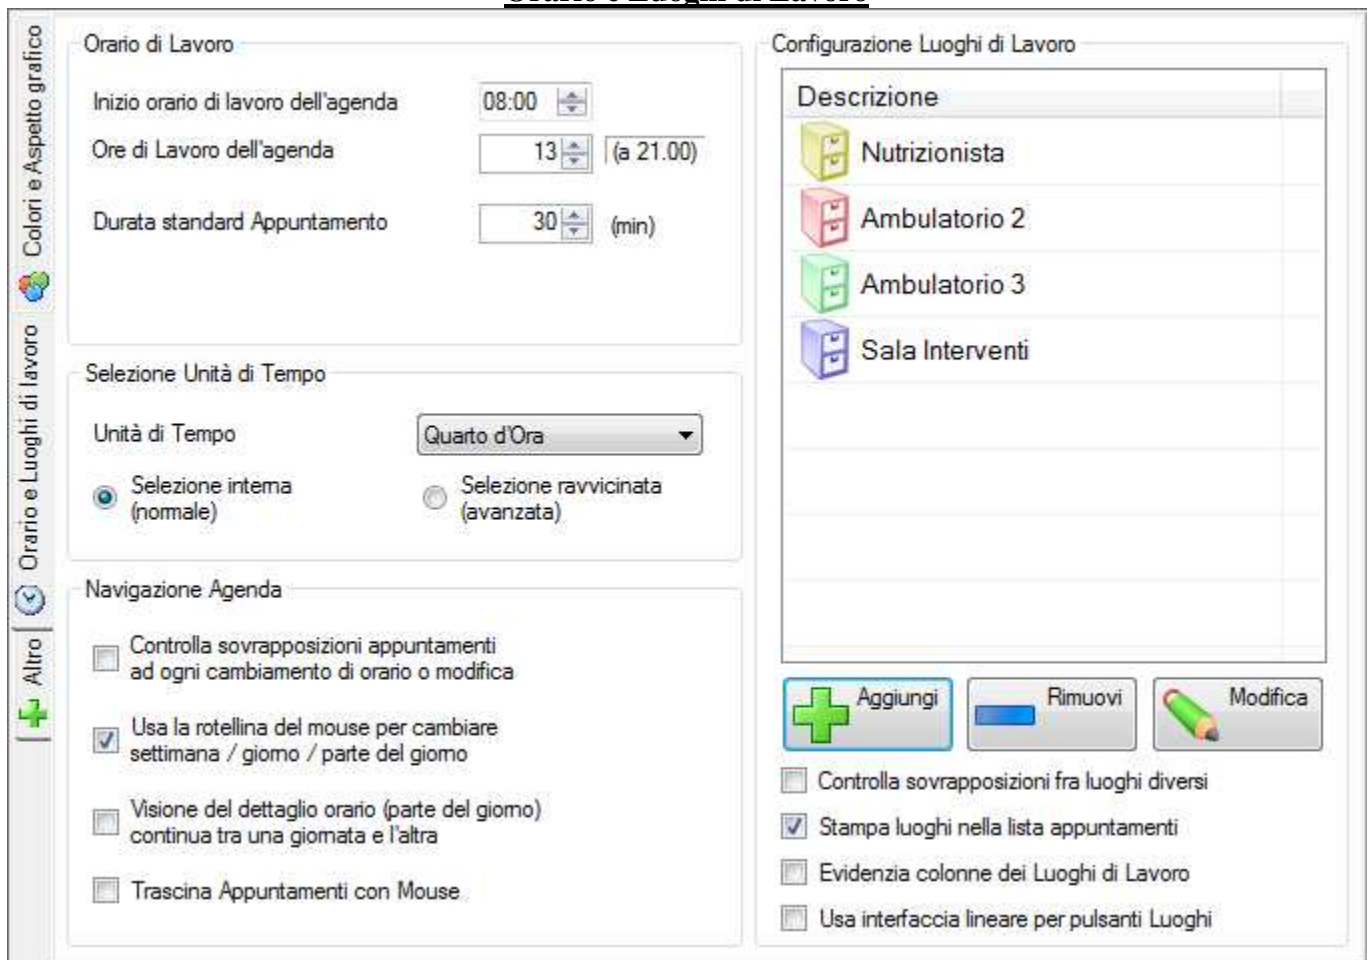 Orario e Luoghi di Lavoro
Colori e Aspetto grafico
Orario e Luoghi di lavoro
Altro
Orario di Lavoro
Inizio orario di lavoro dell'agenda 08:00
Ore di Lavoro dell'agenda 13 (a 21.00)
Durata standard Appuntamento 30 (min)
Selezione Unità di Tempo
Unità di Tempo Quarto d'Ora
Selezione interna
(normale)
Selezione ravvicinata
(avanzata)
Navigazione Agenda
Controlla sovrapposizioni appuntamenti
ad ogni cambiamento di orario o modifica
Usa la rotellina del mouse per cambiare
settimana / giorno / parte del giorno
Visione del dettaglio orario (parte del giorno)
continua tra una giornata e l'altra
Trascina Appuntamenti con Mouse
Configurazione Luoghi di Lavoro
Descrizione
Nutrizionista
Ambulatorio 2
Ambulatorio 3
Sala Interventi
Aggiungi Rimuovi Modifica
Controlla sovrapposizioni fra luoghi diversi
Stampa luoghi nella lista appuntamenti
Evidenzia colonne dei Luoghi di Lavoro
Usa interfaccia lineare per pulsanti Luoghi